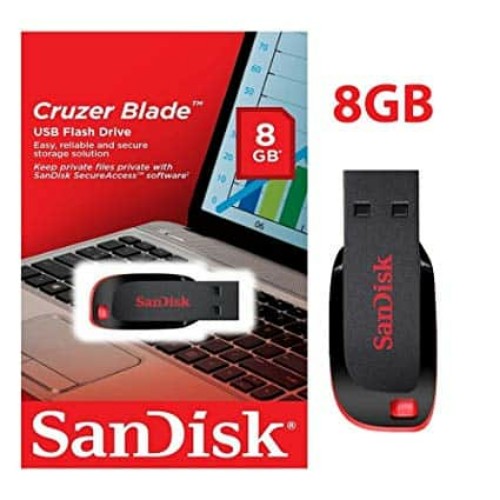 Cruzer Blade™
USB Flash Drive
Easy, reliable and secure
storage solution
Keep private files private with
SanDisk SecureAccess™ software†
8
GB*
8GB
SanDisk
SanDisk
SanDisk®